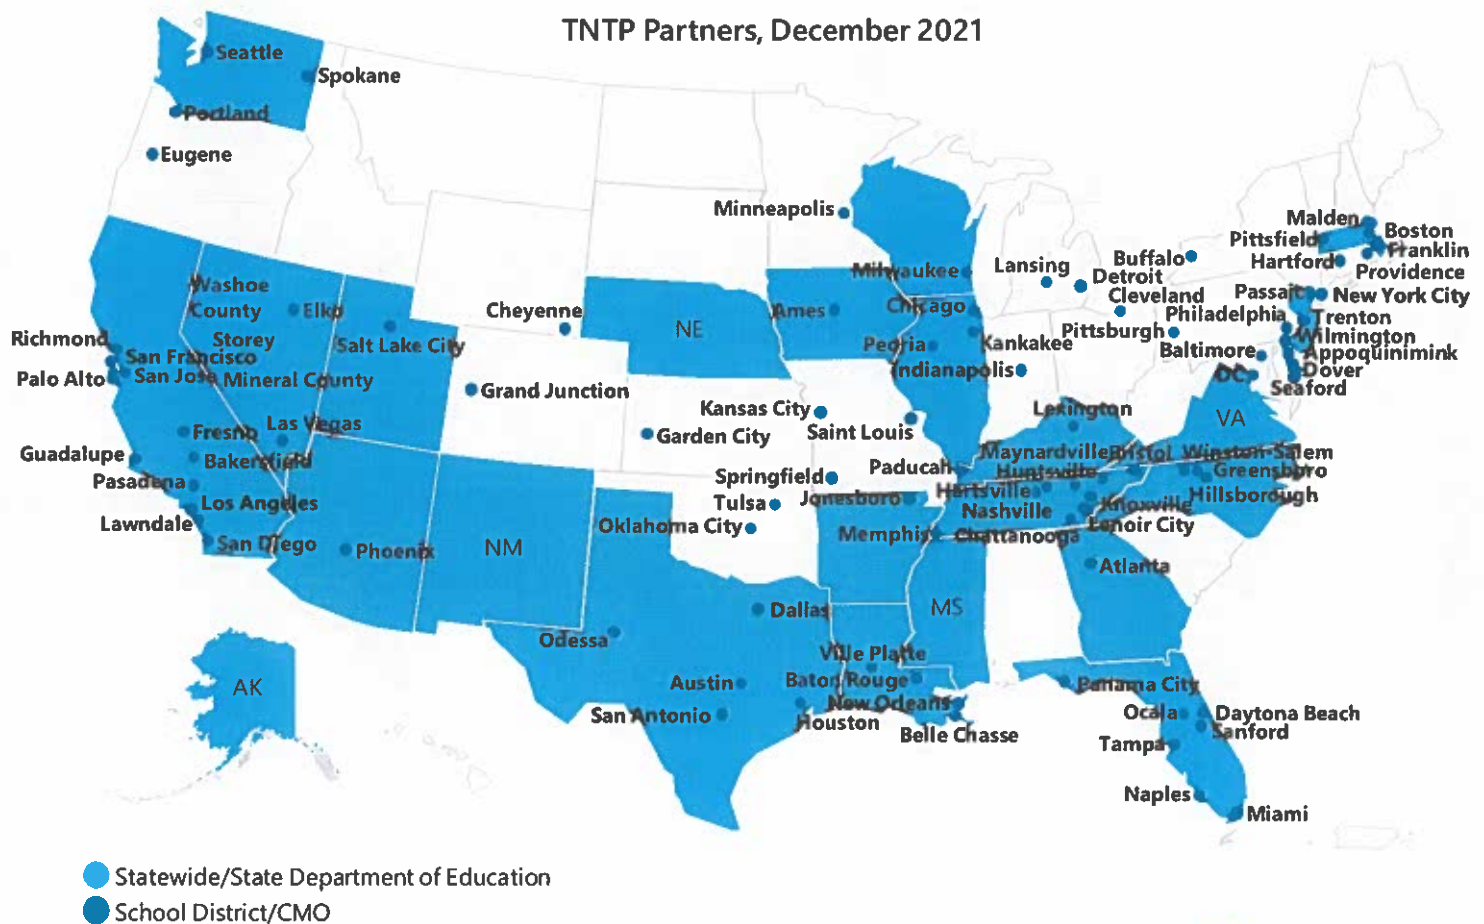 TNTP Partners, December 2021
Seattle
Spokane
Portland
Eugene
Minneapolis
Malden
Boston
Pittsfield
Franklin
Hartford
Providence
Buffalo
Lansing
Detroit
Milwaukee
Washoe
County
Elko
Cheyenne
NE
Ames
Chicago
Cleveland
Passaic
New York City
Philadelphia
Trenton
Pittsburgh
Wilmington
Richmond
Storey
San Francisco
Salt Lake City
Peoria
Kankakee
Baltimore
Appoquinimink
Palo Alto
San Jose
Mineral County
Grand Junction
Indianapolis
DC
Dover
Seaford
Kansas City
Lexington
VA
Las Vegas
Fresno
Garden City
Saint Louis
Guadalupe
Bakersfield
Maynardville
Bristol
Winston-Salem
Paducah
Huntsville
Greensboro
Pasadena
Springfield
Hartsville
Los Angeles
Tulsa
Jonesboro
Nashville
Knoxville
Hillsborough
Lawndale
Oklahoma City
Memphis
Chattanooga
Lenoir City
San Diego
Phoenix
NM
Atlanta
Dallas
MS
Odessa
Ville Platte
AK
Austin
Baton Rouge
Panama City
San Antonio
New Orleans
Houston
Belle Chasse
Ocala
Daytona Beach
Sanford
Tampa
Naples
Miami
Statewide/State Department of Education
School District/CMO